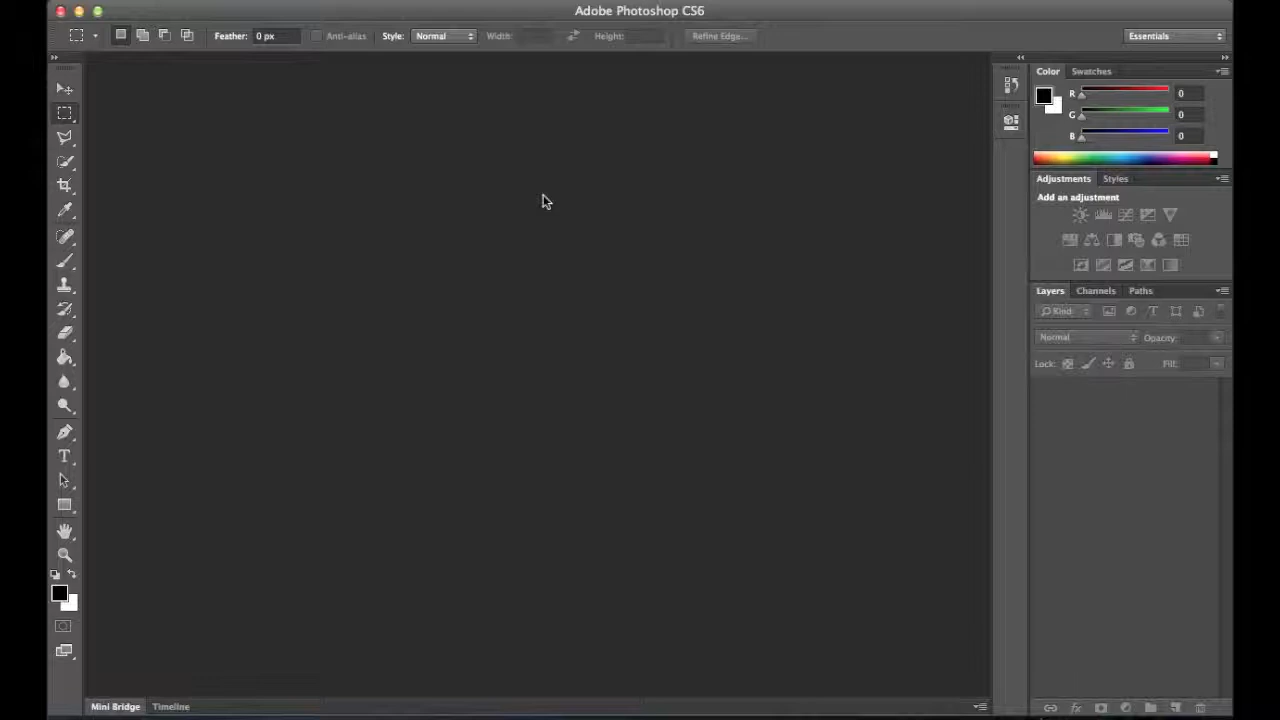 Adobe Photoshop CS6
Feather: 0 px Anti-alias Style: Normal Width: Height: Refine Edge... Essentials
Color Swatches
R 0
G 0
B 0
Adjustments Styles
Add an adjustment
Layers Channels Paths
Kind
Normal Opacity:
Lock: Fill:
Mini Bridge Timeline